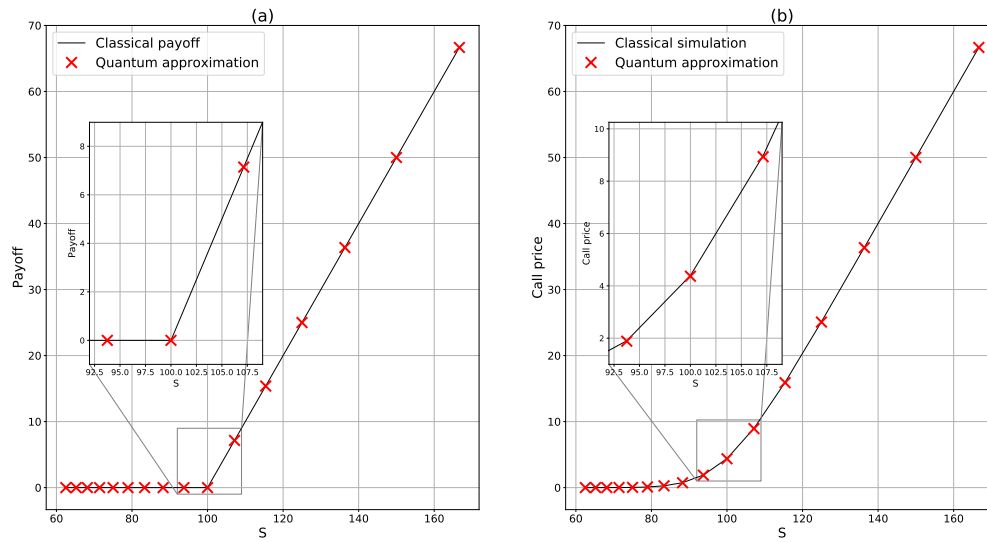 (a)
70
60
50
40
30
20
10
0
Payoff
Classical payoff
Quantum approximation
8
6
4
2
0
Payoff
92.5 95.0 97.5 100.0 102.5 105.0 107.5
S
60 80 100 120 140 160
S
(b)
70
60
50
40
30
20
10
0
Call price
Classical simulation
Quantum approximation
10
8
6
4
2
Call price
92.5 95.0 97.5 100.0 102.5 105.0 107.5
S
60 80 100 120 140 160
S